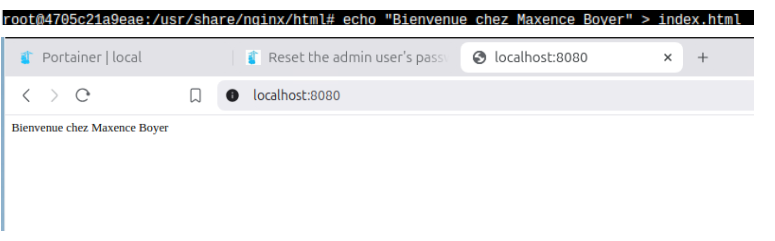 root@4705c21a9eae:/usr/share/nginx/html# echo "Bienvenue chez Maxence Boyer" > index.html
Portainer | local Reset the admin user's passw localhost:8080
localhost:8080
Bienvenue chez Maxence Boyer